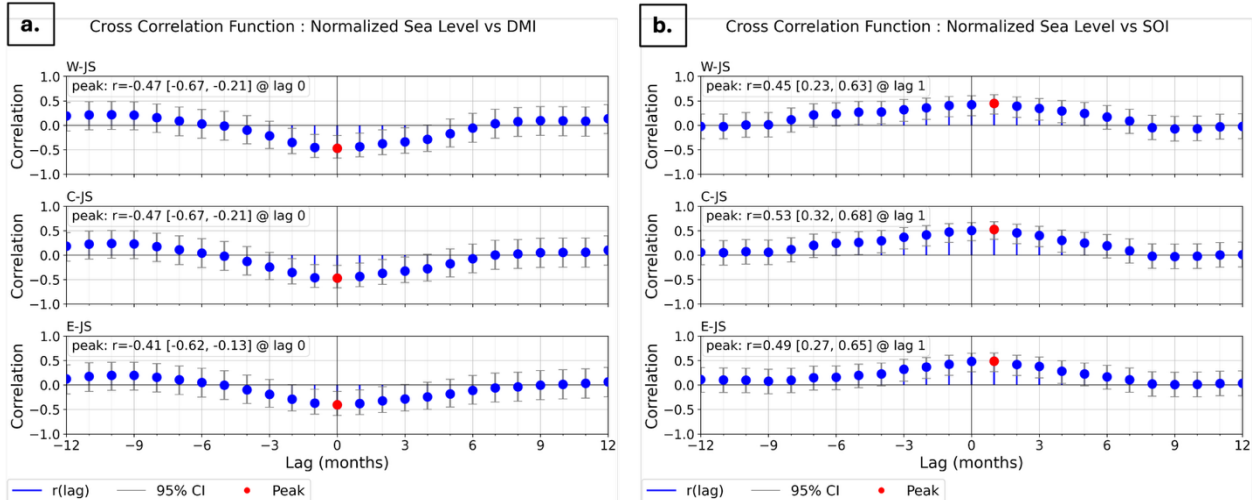 a.
Cross Correlation Function : Normalized Sea Level vs DMI
W-JS
peak: r=-0.47 [-0.67, -0.21] @ lag 0
1.0
0.5
0.0
−0.5
−1.0
Correlation
C-JS
peak: r=-0.47 [-0.67, -0.21] @ lag 0
1.0
0.5
0.0
−0.5
−1.0
Correlation
E-JS
peak: r=-0.41 [-0.62, -0.13] @ lag 0
1.0
0.5
0.0
−0.5
−1.0
Correlation
−12 −9 −6 −3 0 3 6 9 12
Lag (months)
r(lag) 95% CI Peak
b.
Cross Correlation Function : Normalized Sea Level vs SOI
W-JS
peak: r=0.45 [0.23, 0.63] @ lag 1
1.0
0.5
0.0
−0.5
−1.0
Correlation
C-JS
peak: r=0.53 [0.32, 0.68] @ lag 1
1.0
0.5
0.0
−0.5
−1.0
Correlation
E-JS
peak: r=0.49 [0.27, 0.65] @ lag 1
1.0
0.5
0.0
−0.5
−1.0
Correlation
−12 −9 −6 −3 0 3 6 9 12
Lag (months)
r(lag) 95% CI Peak